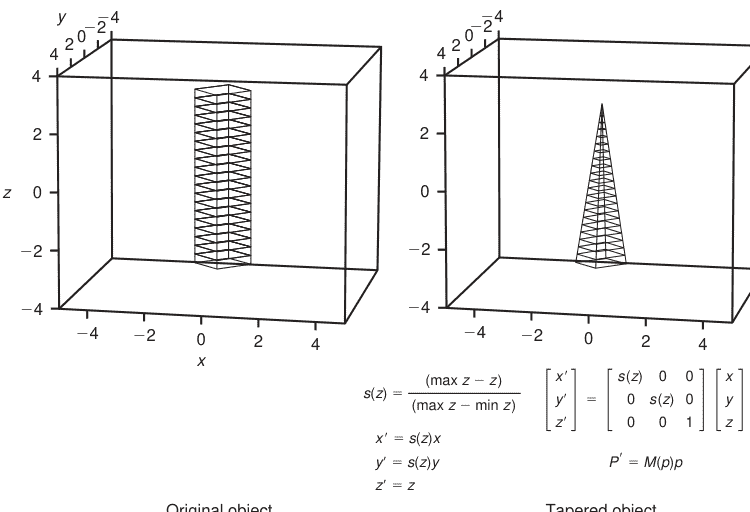 y
4 2 0 −2 −4
4
2
z 0
−2
−4
−4 −2 0 2 4
x
4 2 0 −2 −4
4
2
0
−2
−4
−4 −2 0 2 4
s(z) = (max z − z) / (max z − min z)
x′ = s(z)x
y′ = s(z)y
z′ = z
[x′ y′ z′] = [s(z) 0 0
0 s(z) 0
0 0 1] [x y z]
P′ = M(p)p
Original object
Tapered object